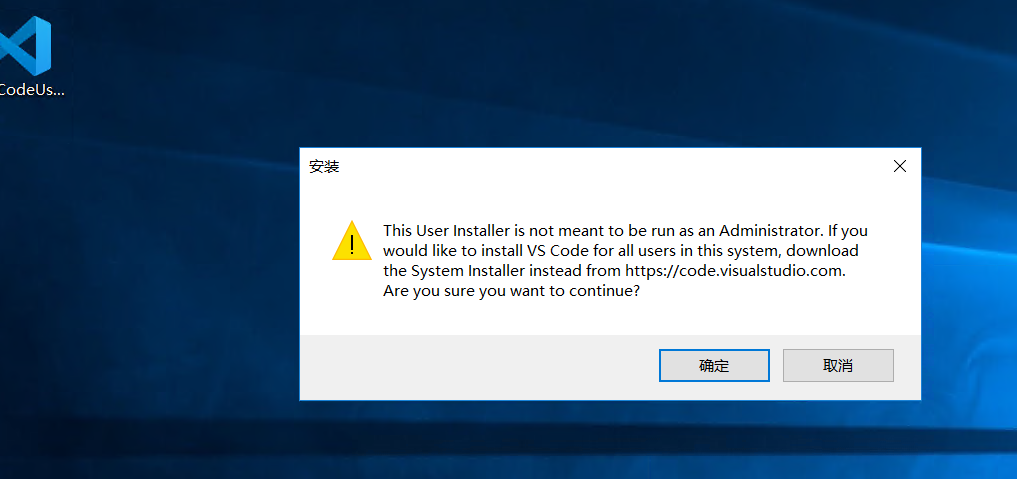 CodeUs...
安装
This User Installer is not meant to be run as an Administrator. If you
would like to install VS Code for all users in this system, download
the System Installer instead from https://code.visualstudio.com.
Are you sure you want to continue?
确定
取消